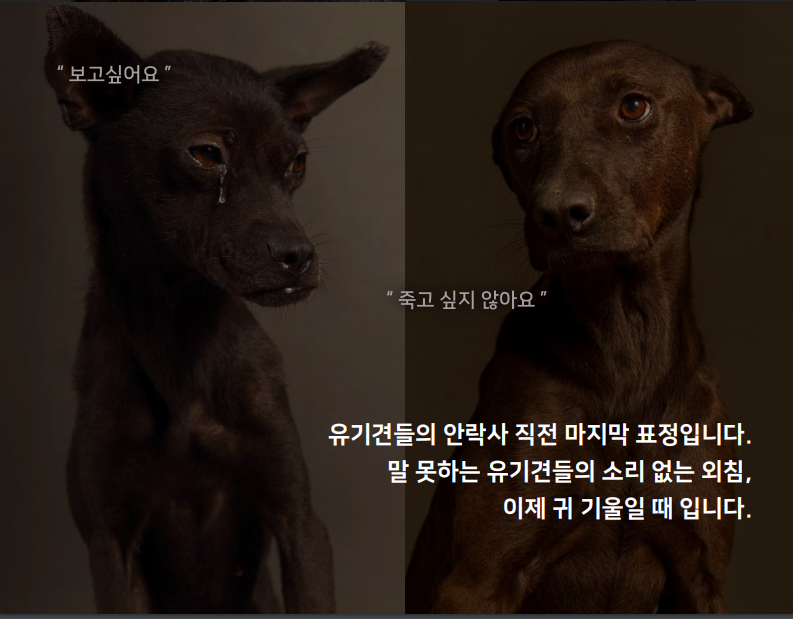 “ 보고싶어요 ”
“ 죽고 싶지 않아요 ”
유기견들의 안락사 직전 마지막 표정입니다.
말 못하는 유기견들의 소리 없는 외침,
이제 귀 기울일 때 입니다.